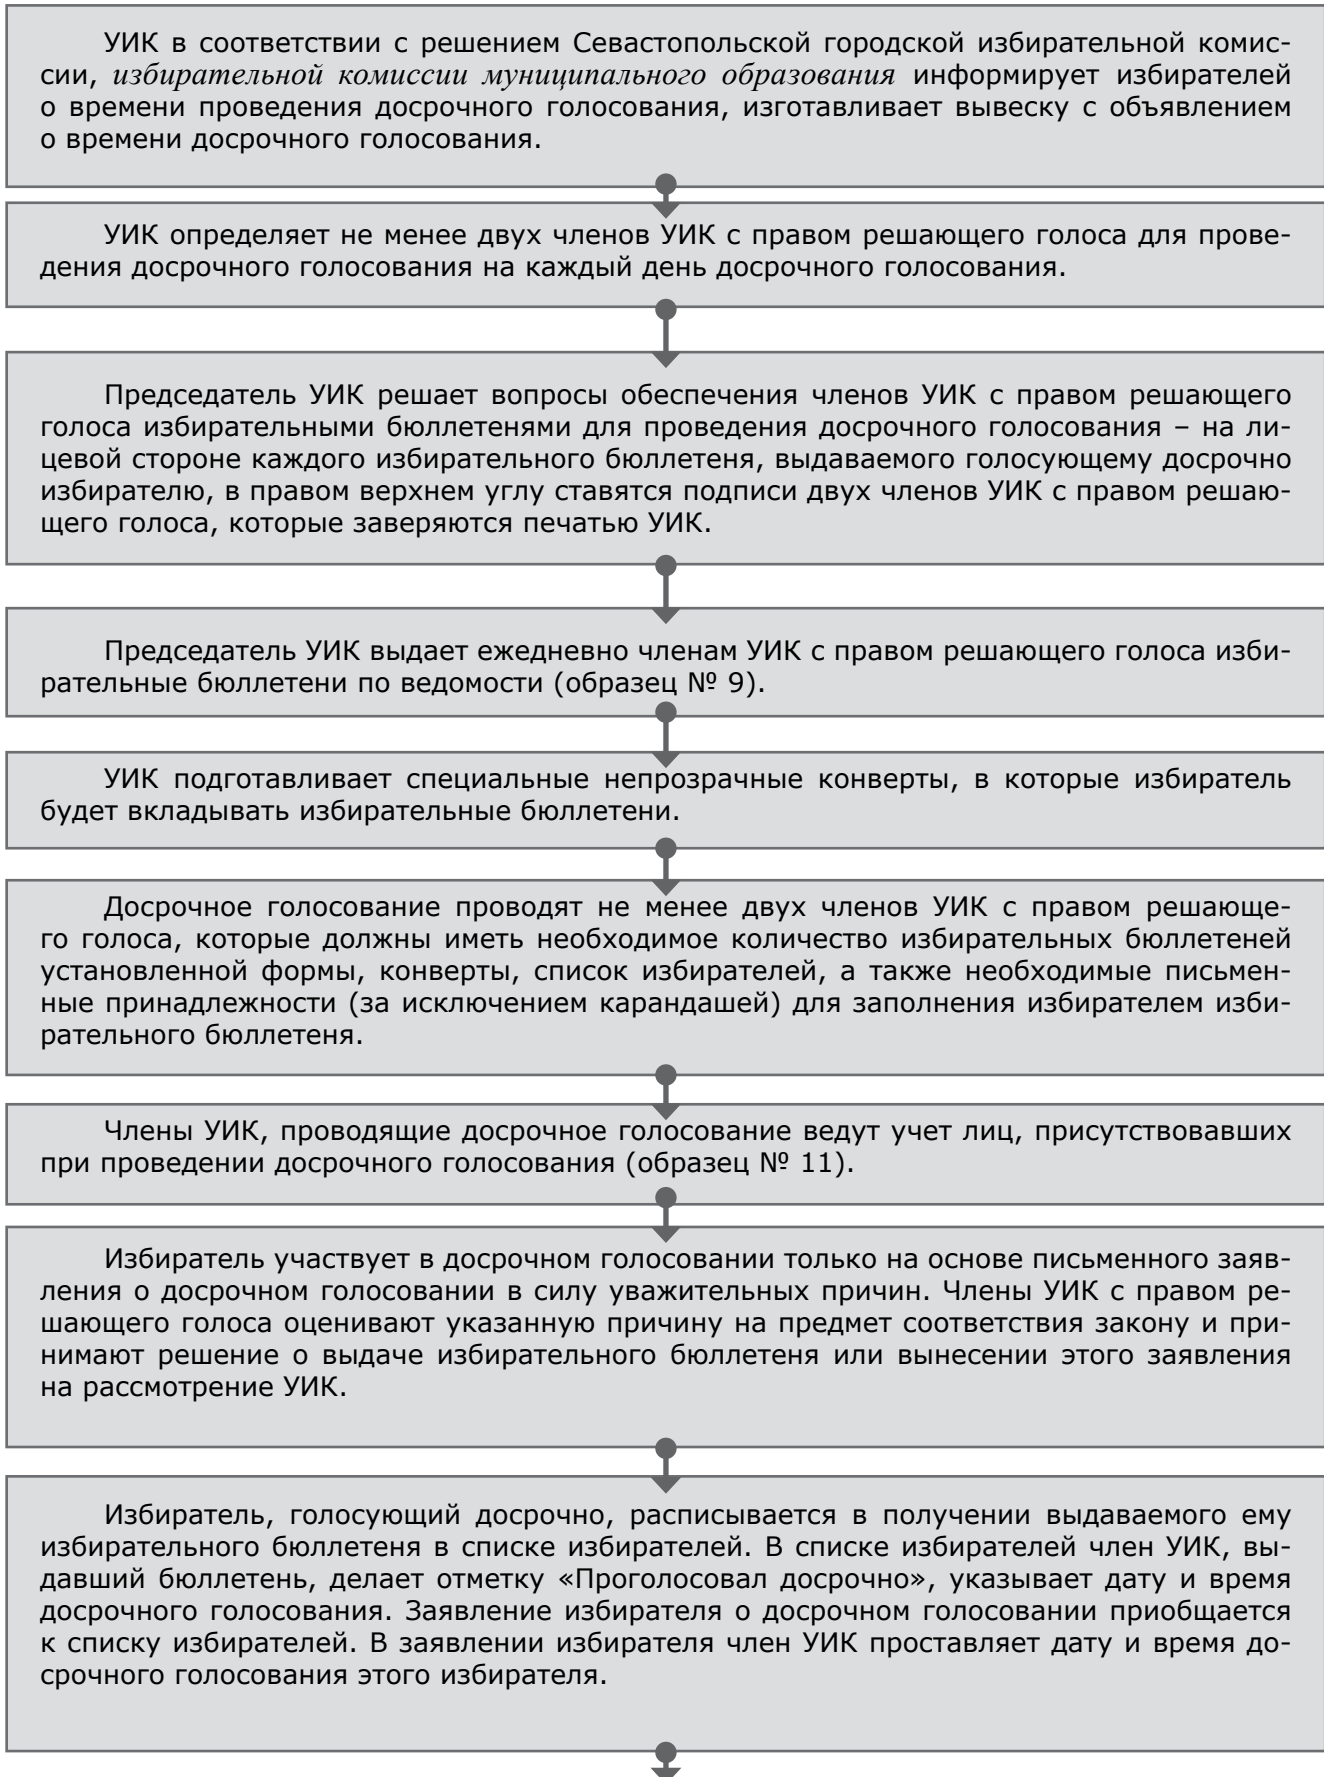 УИК в соответствии с решением Севастопольской городской избирательной комис-
сии, избирательной комиссии муниципального образования информирует избирателей
о времени проведения досрочного голосования, изготавливает вывеску с объявлением
о времени досрочного голосования.
УИК определяет не менее двух членов УИК с правом решающего голоса для прове-
дения досрочного голосования на каждый день досрочного голосования.
Председатель УИК решает вопросы обеспечения членов УИК с правом решающего
голоса избирательными бюллетенями для проведения досрочного голосования – на ли-
цевой стороне каждого избирательного бюллетеня, выдаваемого голосующему досрочно
избирателю, в правом верхнем углу ставятся подписи двух членов УИК с правом решаю-
щего голоса, которые заверяются печатью УИК.
Председатель УИК выдает ежедневно членам УИК с правом решающего голоса изби-
рательные бюллетени по ведомости (образец № 9).
УИК подготавливает специальные непрозрачные конверты, в которые избиратель
будет вкладывать избирательные бюллетени.
Досрочное голосование проводят не менее двух членов УИК с правом решающе-
го голоса, которые должны иметь необходимое количество избирательных бюллетеней
установленной формы, конверты, список избирателей, а также необходимые письмен-
ные принадлежности (за исключением карандашей) для заполнения избирателем изби-
рательного бюллетеня.
Члены УИК, проводящие досрочное голосование ведут учет лиц, присутствовавших
при проведении досрочного голосования (образец № 11).
Избиратель участвует в досрочном голосовании только на основе письменного заяв-
ления о досрочном голосовании в силу уважительных причин. Члены УИК с правом ре-
шающего голоса оценивают указанную причину на предмет соответствия закону и при-
нимают решение о выдаче избирательного бюллетеня или вынесении этого заявления
на рассмотрение УИК.
Избиратель, голосующий досрочно, расписывается в получении выдаваемого ему
избирательного бюллетеня в списке избирателей. В списке избирателей член УИК, вы-
давший бюллетень, делает отметку «Проголосовал досрочно», указывает дату и время
досрочного голосования. Заявление избирателя о досрочном голосовании приобщается
к списку избирателей. В заявлении избирателя член УИК проставляет дату и время до-
срочного голосования этого избирателя.